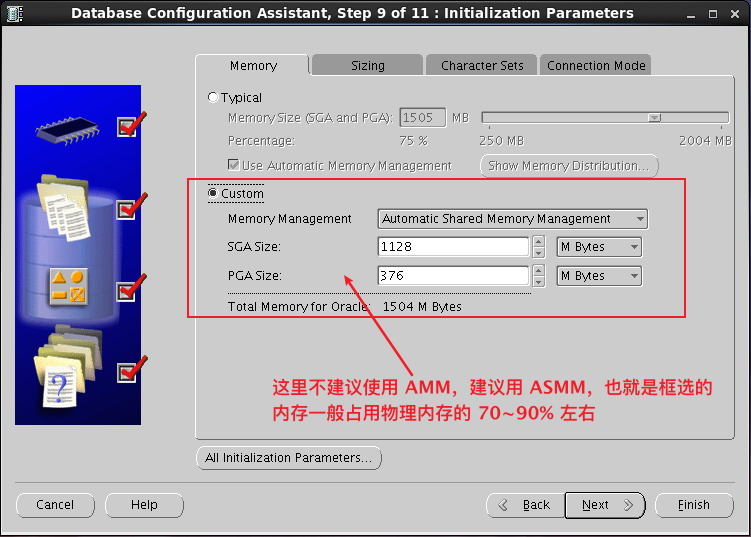 Database Configuration Assistant, Step 9 of 11 : Initialization Parameters
Memory Sizing Character Sets Connection Mode
Typical
Memory Size (SGA and PGA): 1505 MB
Percentage: 75 % 250 MB 2004 MB
Use Automatic Memory Management Show Memory Distribution...
Custom
Memory Management Automatic Shared Memory Management
SGA Size: 1128 M Bytes
PGA Size: 376 M Bytes
Total Memory for Oracle: 1504 M Bytes
这里不建议使用 AMM，建议用 ASMM，也就是框选的
内存一般占用物理内存的 70~90% 左右
All Initialization Parameters...
Cancel Help Back Next Finish